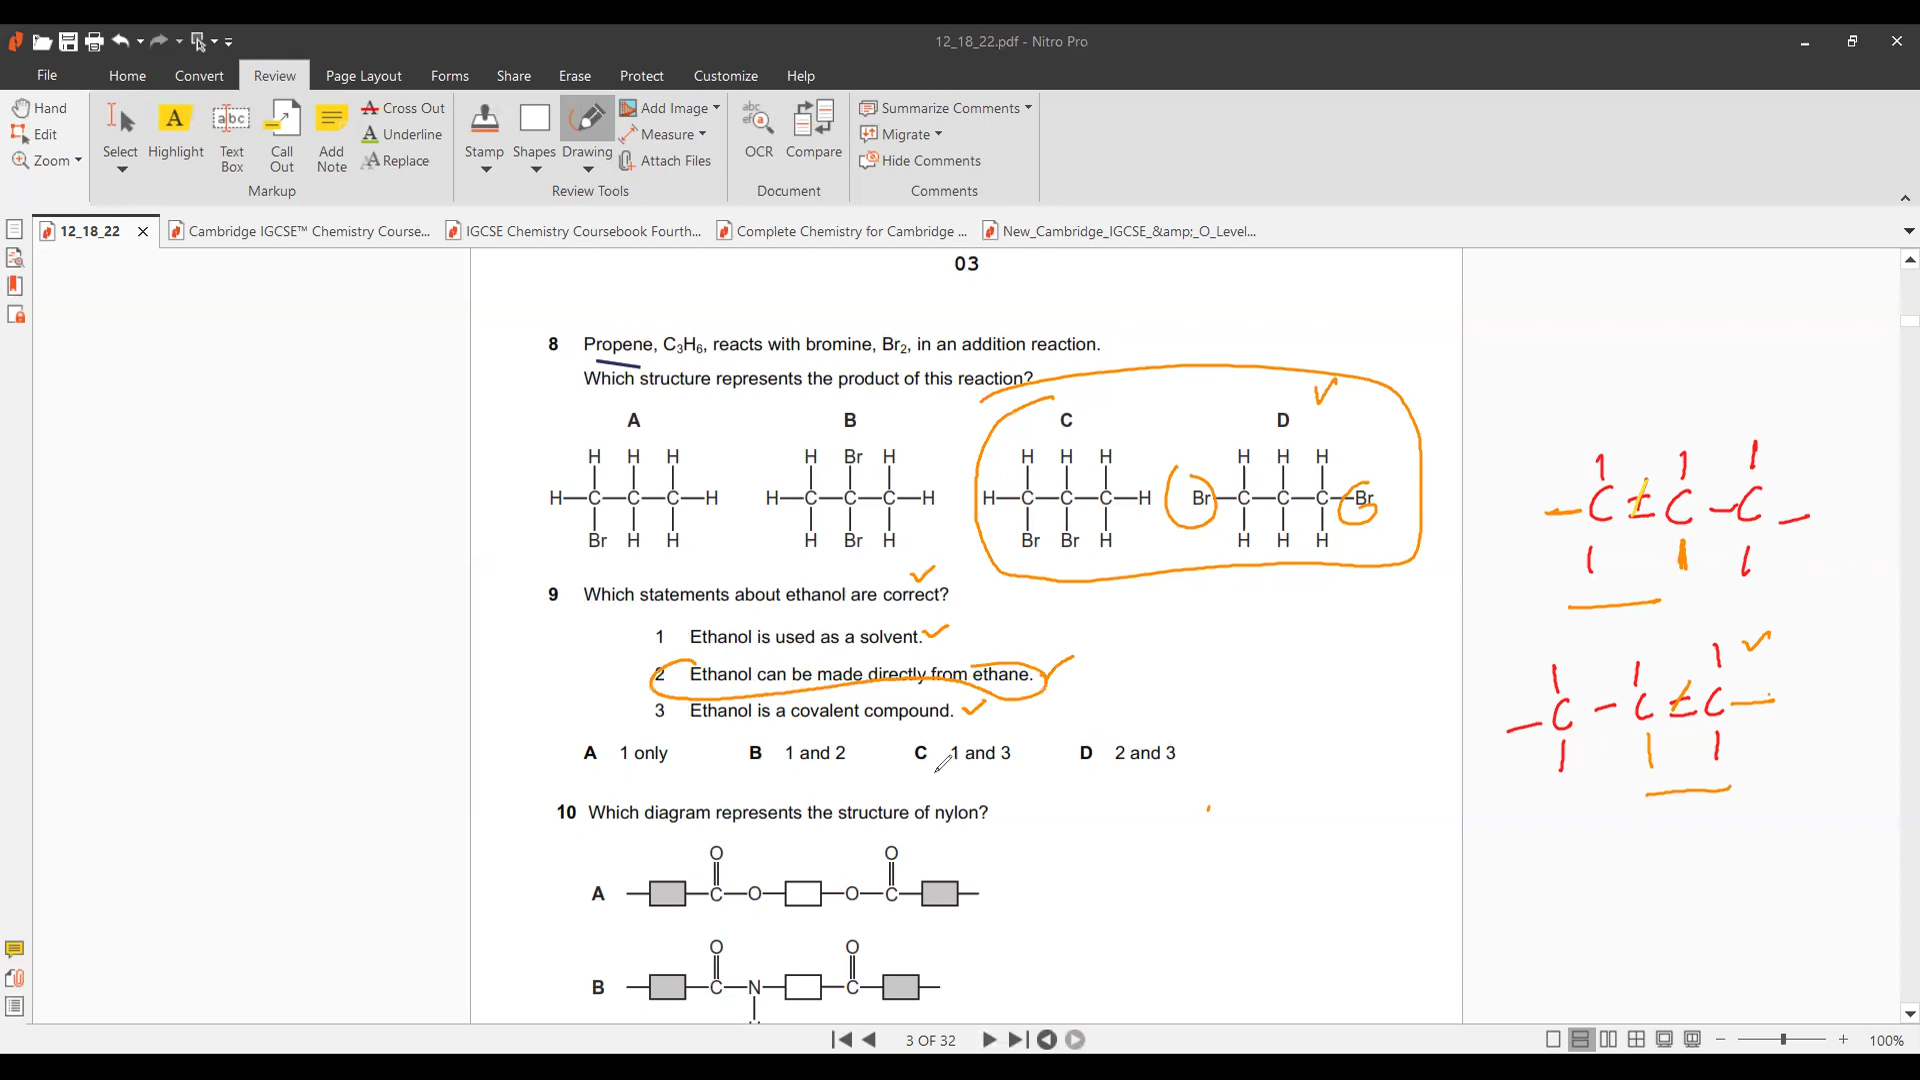 12_18_22.pdf - Nitro Pro
File Home Convert Review Page Layout Forms Share Erase Protect Customize Help
Hand
Edit
Zoom
Select
Highlight
Text Box
Call Out
Add Note
Cross Out
Underline
Replace
Markup
Stamp
Shapes
Drawing
Add Image
Measure
Attach Files
Review Tools
OCR
Compare
Document
Summarize Comments
Migrate
Hide Comments
Comments
12_18_22
Cambridge IGCSE™ Chemistry Course...
IGCSE Chemistry Coursebook Fourth...
Complete Chemistry for Cambridge ...
New_Cambridge_IGCSE_&amp;_O_Level...
03
8 Propene, C₃H₆, reacts with bromine, Br₂, in an addition reaction.
Which structure represents the product of this reaction?
A B C D
H H H H Br H H H H H H H
H C C C H H C C C H H C C C H Br C C C Br
Br H H H Br H Br Br H H H H
9 Which statements about ethanol are correct?
1 Ethanol is used as a solvent.
2 Ethanol can be made directly from ethane.
3 Ethanol is a covalent compound.
A 1 only B 1 and 2 C 1 and 3 D 2 and 3
10 Which diagram represents the structure of nylon?
O O
A C O O C
O O
B C N C
C C C
C C C
3 OF 32
100%